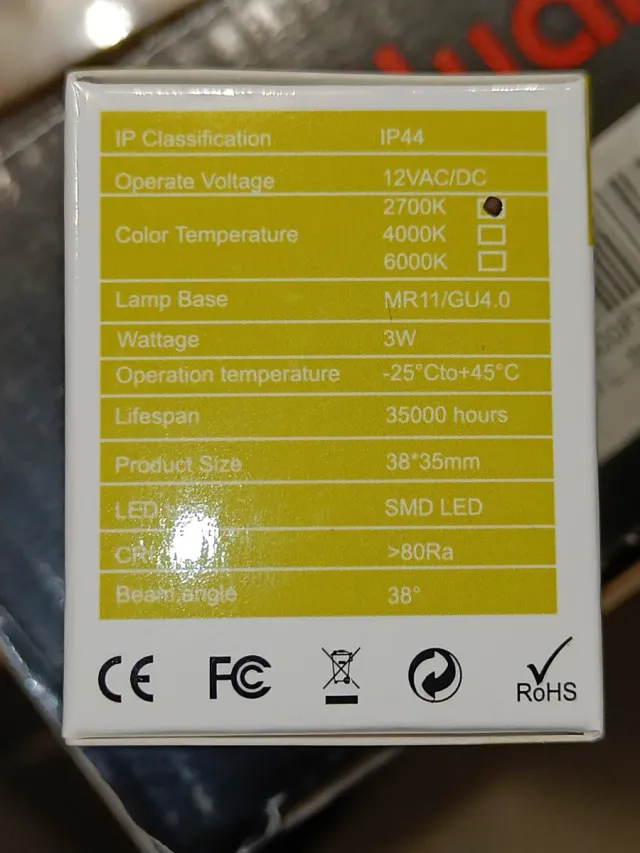 IP Classification IP44
Operate Voltage 12VAC/DC
Color Temperature
2700K
4000K
6000K
Lamp Base MR11/GU4.0
Wattage 3W
Operation temperature -25°Cto+45°C
Lifespan 35000 hours
Product Size 38*35mm
LED SMD LED
>80Ra
Beam angle 38°
CE FC
RoHS